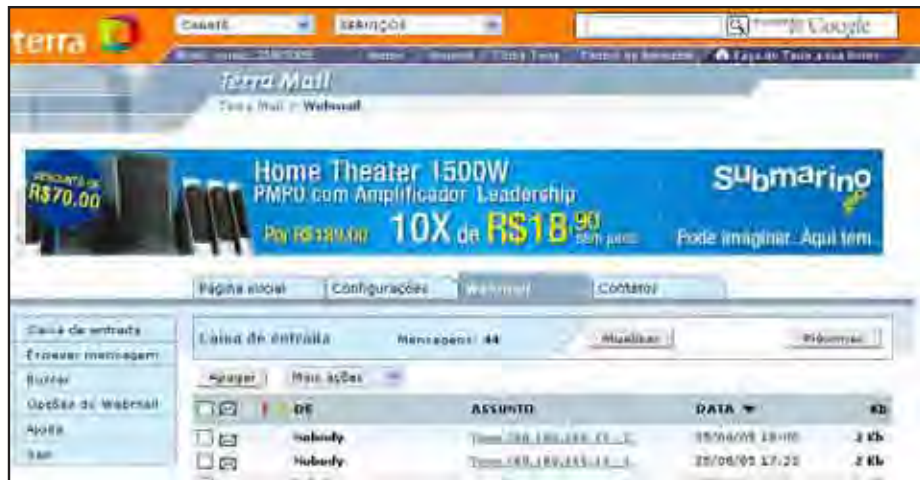 terra
CANAIS SERVIÇOS Google
Terra Mail
Terra Mail > Webmail
DESCONTO DE
R$70,00
Home Theater 1500W
PMPO com Amplificador Leadership
Por R$189,00 10X de R$18,90 sem juros
Submarino
Pode imaginar. Aqui tem.
Página inicial Configurações Webmail Contatos
Caixa de entrada
Escrever mensagem
Buscar
Opções do Webmail
Ajuda
Sair
Caixa de entrada Mensagens: 44 Atualizar Próximas
Apagar Mais ações
! DE ASSUNTO DATA Kb
Nobody 2 Kb
Nobody 2 Kb